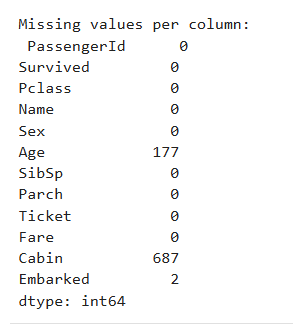 Missing values per column:
 PassengerId      0
Survived         0
Pclass           0
Name             0
Sex              0
Age            177
SibSp            0
Parch            0
Ticket           0
Fare             0
Cabin          687
Embarked         2
dtype: int64